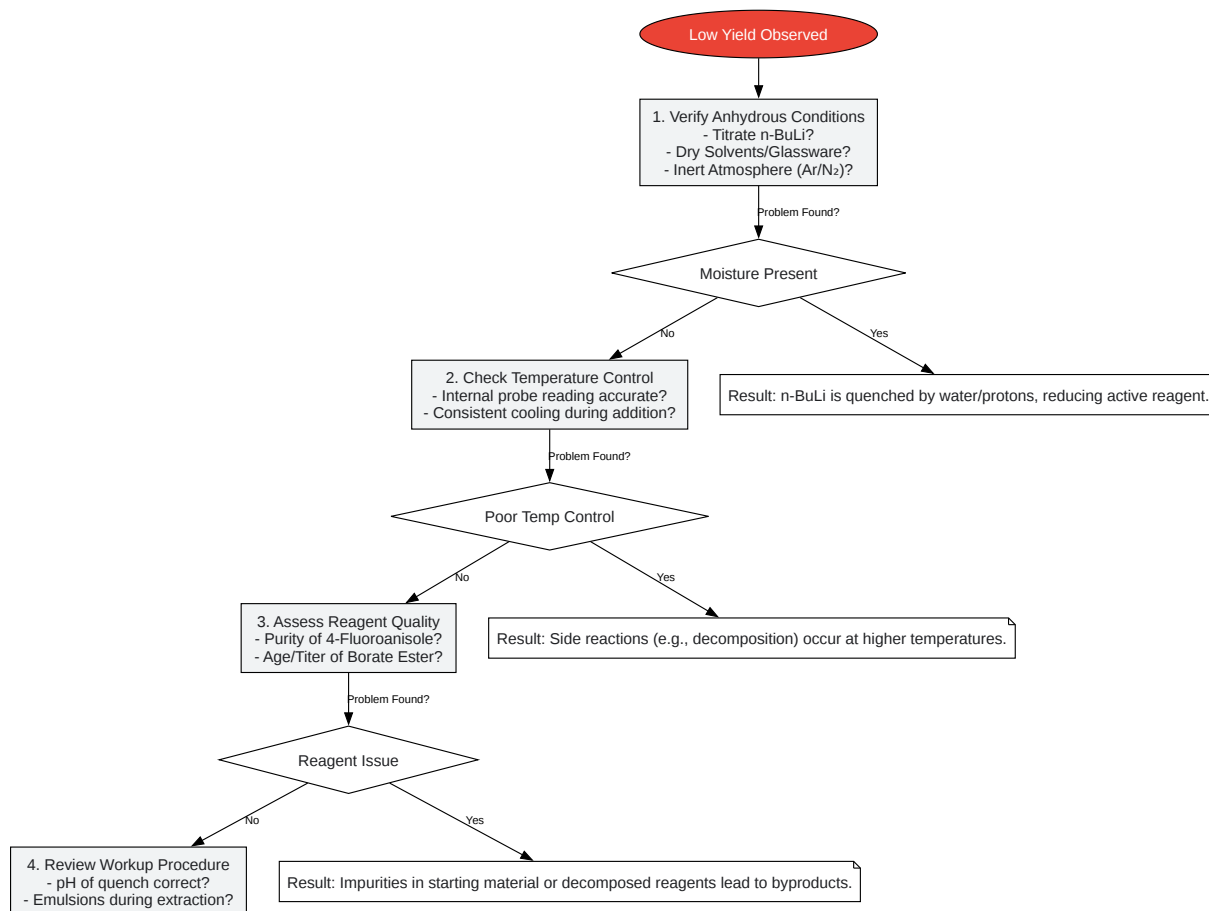 Low Yield Observed
1. Verify Anhydrous Conditions
- Titrate n-BuLi?
- Dry Solvents/Glassware?
- Inert Atmosphere (Ar/N₂)?
Problem Found?
Moisture Present
No
Yes
2. Check Temperature Control
- Internal probe reading accurate?
- Consistent cooling during addition?
Result: n-BuLi is quenched by water/protons, reducing active reagent.
Problem Found?
Poor Temp Control
No
Yes
3. Assess Reagent Quality
- Purity of 4-Fluoroanisole?
- Age/Titer of Borate Ester?
Result: Side reactions (e.g., decomposition) occur at higher temperatures.
Problem Found?
Reagent Issue
No
Yes
4. Review Workup Procedure
- pH of quench correct?
- Emulsions during extraction?
Result: Impurities in starting material or decomposed reagents lead to byproducts.